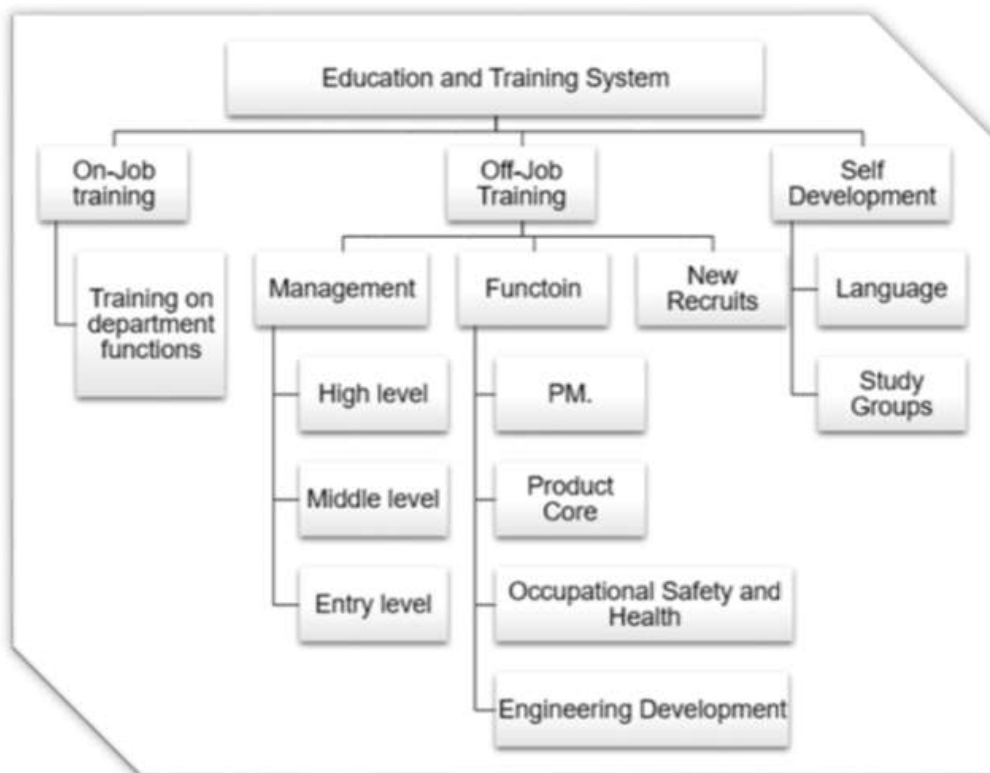 Education and Training System
On-Job
training
Off-Job
Training
Self
Development
Training on
department
functions
Management
Functoin
New
Recruits
Language
High level
PM.
Study
Groups
Middle level
Product
Core
Entry level
Occupational Safety and
Health
Engineering Development